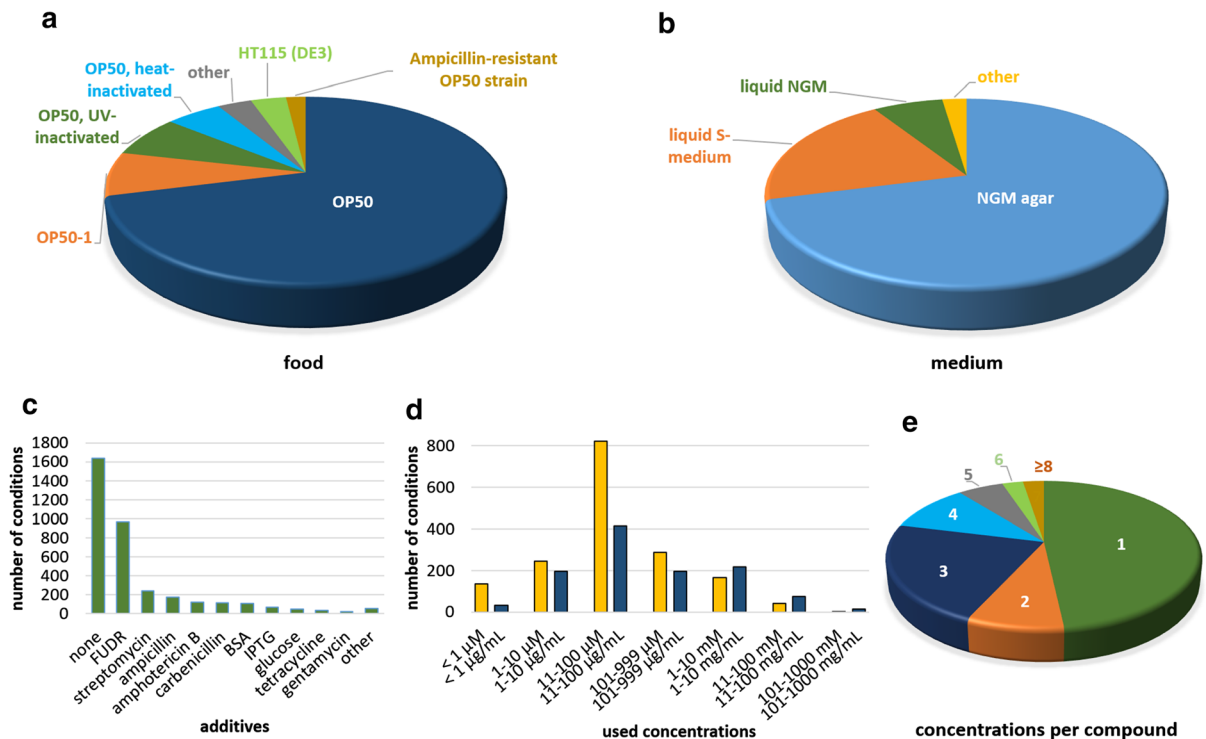 a
HT115 (DE3)
Ampicillin-resistant
OP50 strain
other
OP50, heat-
inactivated
OP50, UV-
inactivated
OP50-1
OP50
food
b
other
liquid NGM
liquid S-
medium
NGM agar
medium
c
number of conditions
1800
1600
1400
1200
1000
800
600
400
200
0
none
FUDR
streptomycin
ampicillin
amphotericin B
carbenicillin
BSA
IPTG
glucose
tetracycline
gentamycin
other
additives
d
number of conditions
800
600
400
200
0
< 1 µM
< 1 µg/mL
1-10 µM
1-10 µg/mL
11-100 µM
11-100 µg/mL
101-999 µM
101-999 µg/mL
1-10 mM
1-10 mg/mL
11-100 mM
11-100 mg/mL
101-1000 mM
101-1000 mg/mL
used concentrations
e
≥8
6
5
4
3
2
1
concentrations per compound